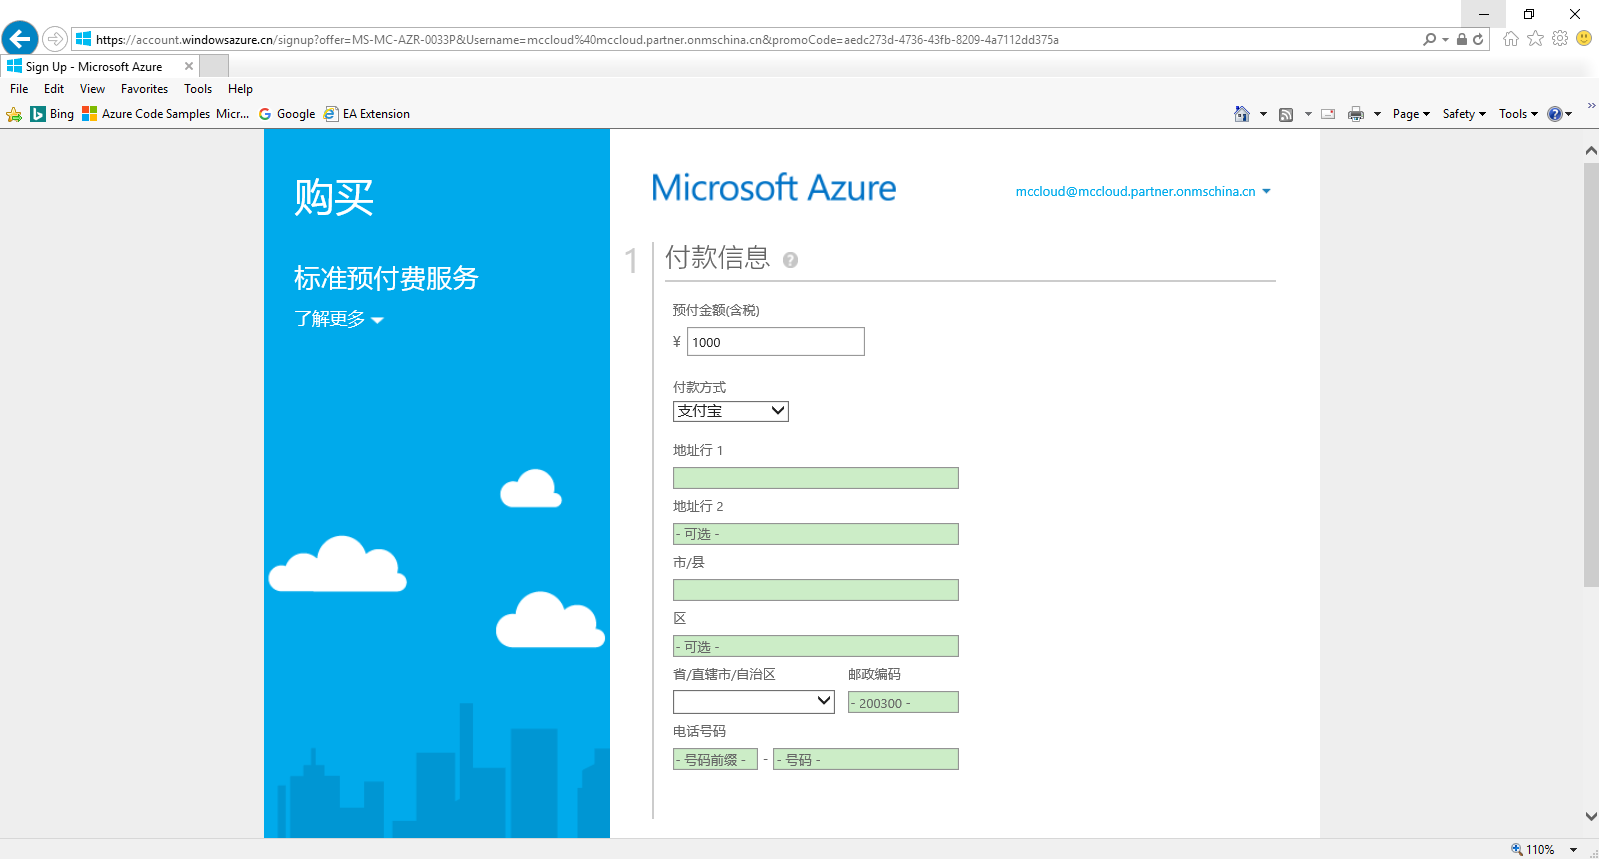 https://account.windowsazure.cn/signup?offer=MS-MC-AZR-0033P&Username=mccloud%40mccloud.partner.onmschina.cn&promoCode=aedc273d-4736-43fb-8209-4a7112dd375a
Sign Up - Microsoft Azure
File Edit View Favorites Tools Help
Bing Azure Code Samples Micr... Google EA Extension Page Safety Tools
购买
标准预付费服务
了解更多
Microsoft Azure
mccloud@mccloud.partner.onmschina.cn
1 付款信息 ?
预付金额(含税)
¥ 1000
付款方式
支付宝
地址行 1
地址行 2
- 可选 -
市/县
区
- 可选 -
省/直辖市/自治区 邮政编码
- 200300 -
电话号码
- 号码前缀 - - - 号码 -
110%